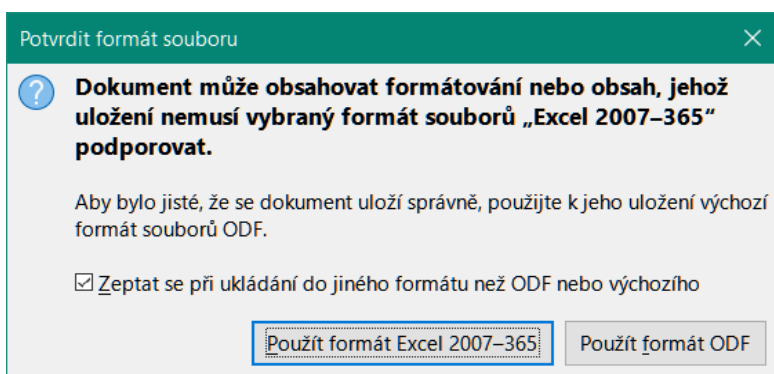 Potvrdit formát souboru
Dokument může obsahovat formátování nebo obsah, jehož
uložení nemusí vybraný formát souborů „Excel 2007–365“
podporovat.
Aby bylo jisté, že se dokument uloží správně, použijte k jeho uložení výchozí
formát souborů ODF.
Zeptat se při ukládání do jiného formátu než ODF nebo výchozího
Použít formát Excel 2007–365 Použít formát ODF